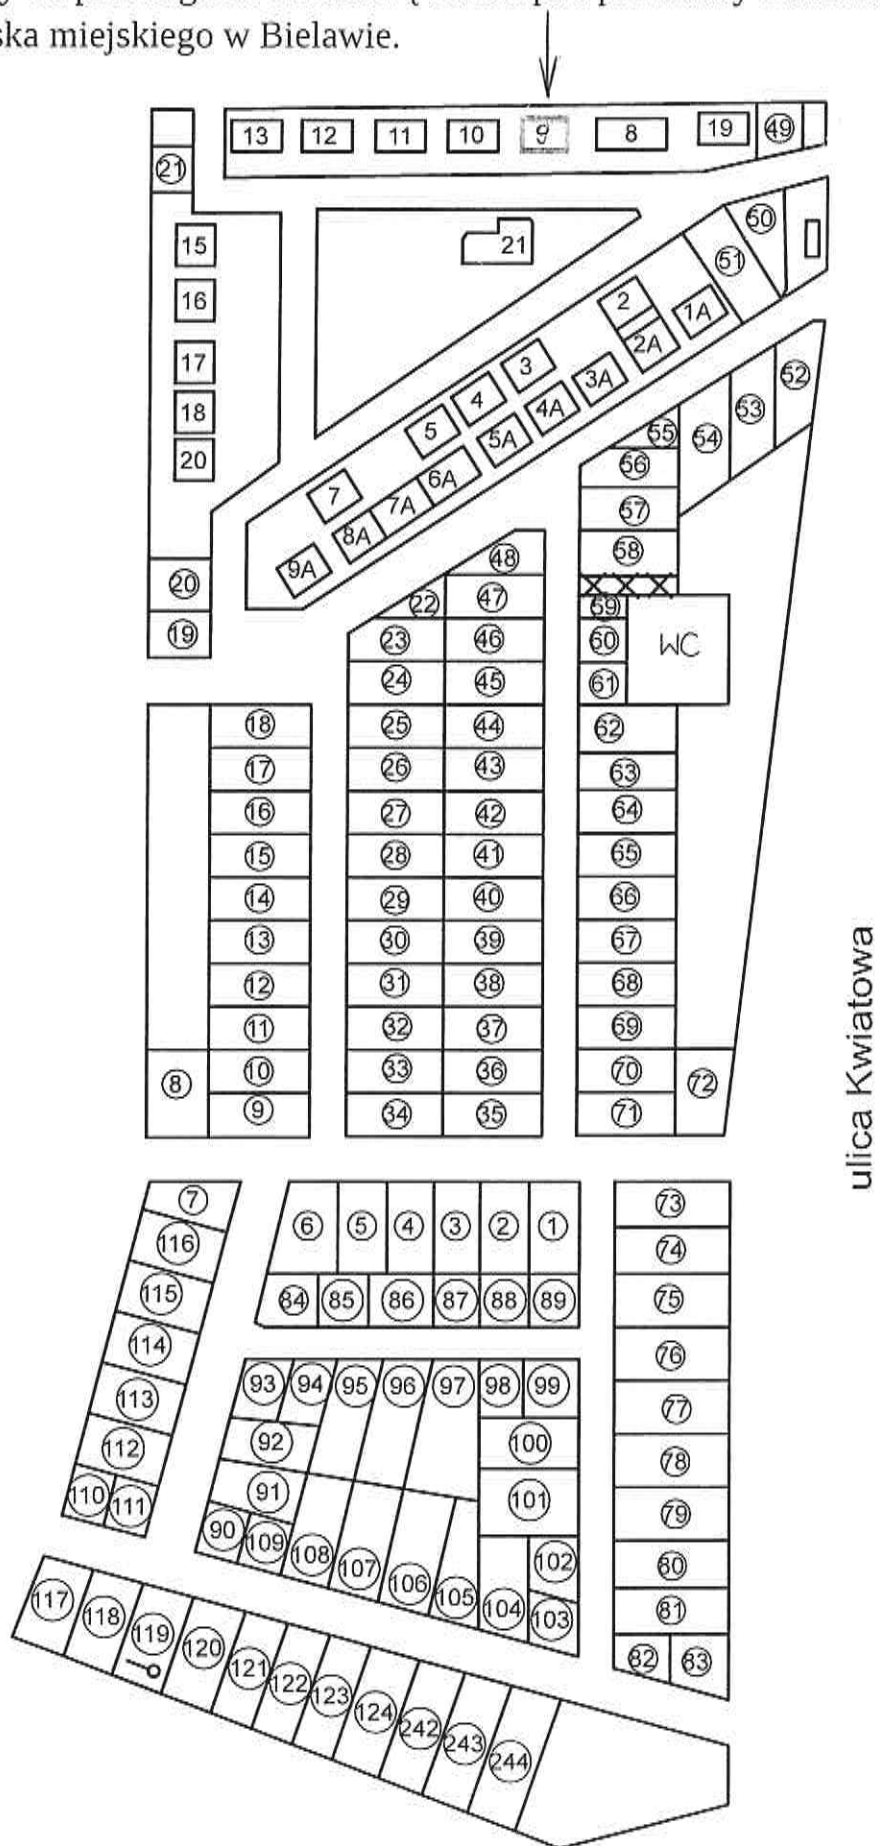 ska miejskiego w Bielawie.
13 12 11 10 9 8 19 49
21
50
15 21 51
16 2 1A
17 3 2A 52
18 4 3A 53
20 5 4A 55 54
5A 56
7 6A 57
7A
8A 48 58
9A
20 22 47 59
19 23 46 60 WC
24 45 61
18 25 44 62
17 26 43 63
16 27 42 64
15 28 41 65
14 29 40 66
13 30 39 67
12 31 38 68
11 32 37 69
8 10 33 36 70 72
9 34 35 71
ulica Kwiatowa
7 6 5 4 3 2 1 73
116 74
115 84 85 86 87 88 89 75
114 76
113 93 94 95 96 97 98 99 77
112 92 100 78
110 111 91 101 79
90 109 108 107 106 105 104 102 80
103 81
117 118 119 120 82 83
121 122 123 124 242 243 244